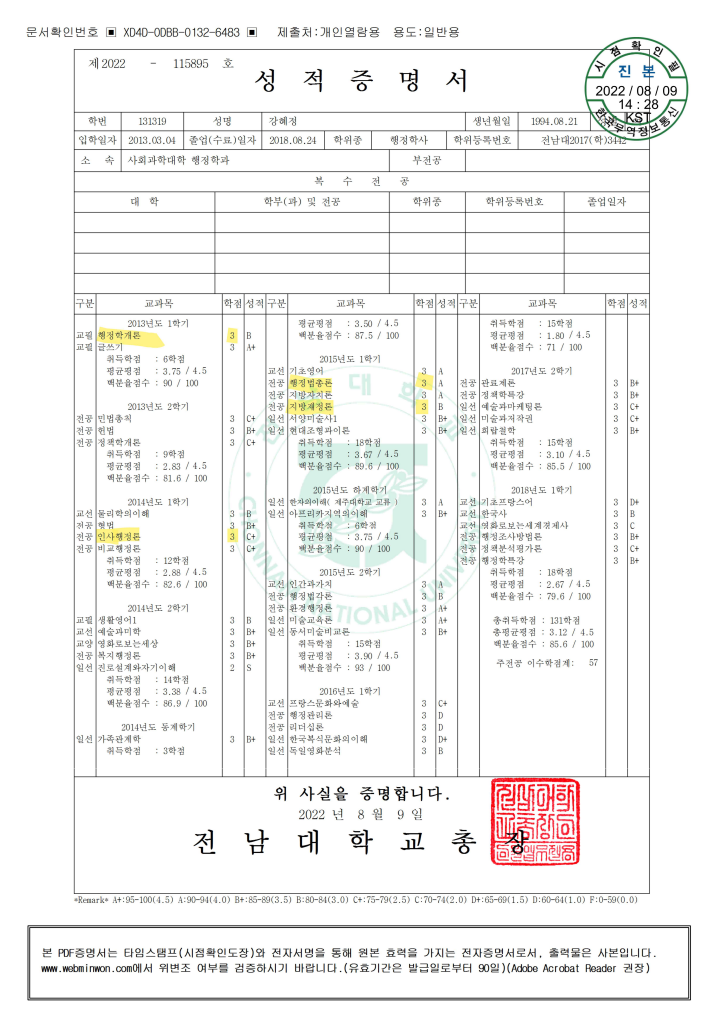 문서확인번호 ▣ XD4D-0DBB-0132-6483 ▣ 제출처:개인열람용 용도:일반용
시점확인필
진 본
2022 / 08 / 09
14 : 28
KST
한국무역정보통신
제 2022 - 115895 호
성 적 증 명 서
학번 131319 성명 강혜정 생년월일 1994.08.21
입학일자 2013.03.04 졸업(수료)일자 2018.08.24 학위종 행정학사 학위등록번호 전남대2017(학)3442
소 속 사회과학대학 행정학과 부전공
복 수 전 공
대 학 학부(과) 및 전공 학위종 학위등록번호 졸업일자
구분 교과목 학점 성적 구분 교과목 학점 성적 구분 교과목 학점 성적
2013년도 1학기
교필 행정학개론 3 B
교필 글쓰기 3 A+
취득학점 : 6학점
평균평점 : 3.75 / 4.5
백분율점수 : 90 / 100
2013년도 2학기
전공 민법총칙 3 C+
전공 헌법 3 B+
전공 정책학개론 3 C+
취득학점 : 9학점
평균평점 : 2.83 / 4.5
백분율점수 : 81.6 / 100
2014년도 1학기
교선 물리학의이해 3 B
전공 형법 3 B+
전공 인사행정론 3 C+
전공 비교행정론 3 C+
취득학점 : 12학점
평균평점 : 2.88 / 4.5
백분율점수 : 82.6 / 100
2014년도 2학기
교필 생활영어1 3 B
교선 예술과미학 3 B+
교양 영화로보는세상 3 B+
전공 복지행정론 3 B+
일선 진로설계와자기이해 2 S
취득학점 : 14학점
평균평점 : 3.38 / 4.5
백분율점수 : 86.9 / 100
2014년도 동계학기
일선 가족관계학 3 B+
취득학점 : 3학점
평균평점 : 3.50 / 4.5
백분율점수 : 87.5 / 100
2015년도 1학기
교선 기초영어 3 A
전공 행정법총론 3 A
전공 지방자치론 3 A
전공 지방재정론 3 B
일선 서양미술사1 3 B+
일선 현대조형과이론 3 B+
취득학점 : 18학점
평균평점 : 3.67 / 4.5
백분율점수 : 89.6 / 100
2015년도 하계학기
일선 한자의이해( 제주대학교 교류 ) 3 A
일선 아프리카지역의이해 3 B+
취득학점 : 6학점
평균평점 : 3.75 / 4.5
백분율점수 : 90 / 100
2015년도 2학기
교선 인간과가치 3 A
전공 행정법각론 3 B
전공 환경행정론 3 A+
일선 미술교육론 3 A+
일선 동서미술비교론 3 B+
취득학점 : 15학점
평균평점 : 3.90 / 4.5
백분율점수 : 93 / 100
2016년도 1학기
교선 프랑스문화와예술 3 C+
전공 행정관리론 3 D
전공 리더십론 3 D
일선 한국복식문화의이해 3 D+
일선 독일영화분석 3 B
취득학점 : 15학점
평균평점 : 1.80 / 4.5
백분율점수 : 71 / 100
2017년도 2학기
전공 관료제론 3 B+
전공 정책학특강 3 B+
일선 예술과마케팅론 3 C+
일선 미술과저작권 3 C+
일선 희랍철학 3 B+
취득학점 : 15학점
평균평점 : 3.10 / 4.5
백분율점수 : 85.5 / 100
2018년도 1학기
교선 기초프랑스어 3 D+
교선 한국사 3 B
교선 영화로보는세계경제사 3 C
전공 행정조사방법론 3 B+
전공 정책분석평가론 3 C+
전공 행정학특강 3 B+
취득학점 : 18학점
평균평점 : 2.67 / 4.5
백분율점수 : 79.6 / 100
총취득학점 : 131학점
총평균평점 : 3.12 / 4.5
백분율점수 : 85.6 / 100
주전공 이수학점계: 57
위 사실을 증명합니다.
2022 년 8 월 9 일
전 남 대 학 교 총 장
*Remark* A+:95-100(4.5) A:90-94(4.0) B+:85-89(3.5) B:80-84(3.0) C+:75-79(2.5) C:70-74(2.0) D+:65-69(1.5) D:60-64(1.0) F:0-59(0.0)
본 PDF증명서는 타임스탬프(시점확인도장)와 전자서명을 통해 원본 효력을 가지는 전자증명서로서, 출력물은 사본입니다.
www.webminwon.com에서 위변조 여부를 검증하시기 바랍니다.(유효기간은 발급일로부터 90일)(Adobe Acrobat Reader 권장)